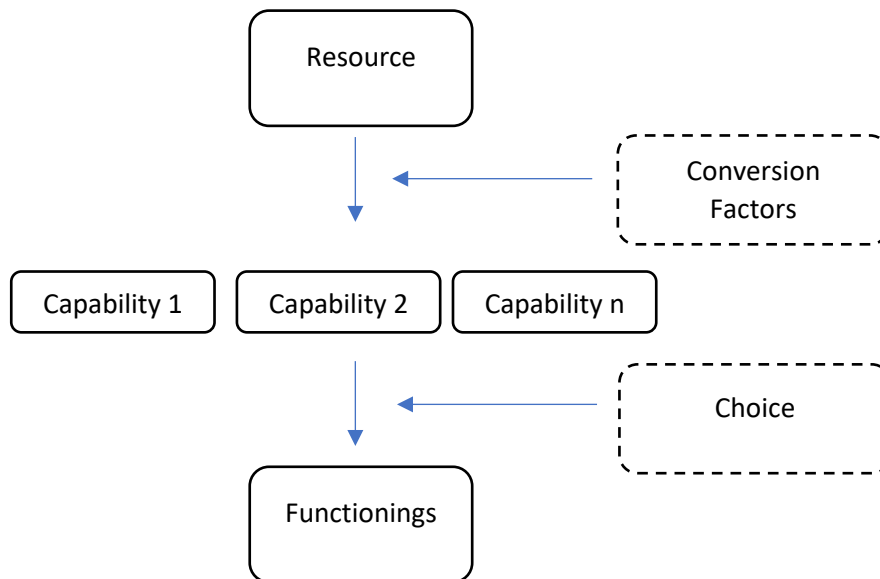 Resource
Conversion
Factors
Capability 1
Capability 2
Capability n
Choice
Functionings